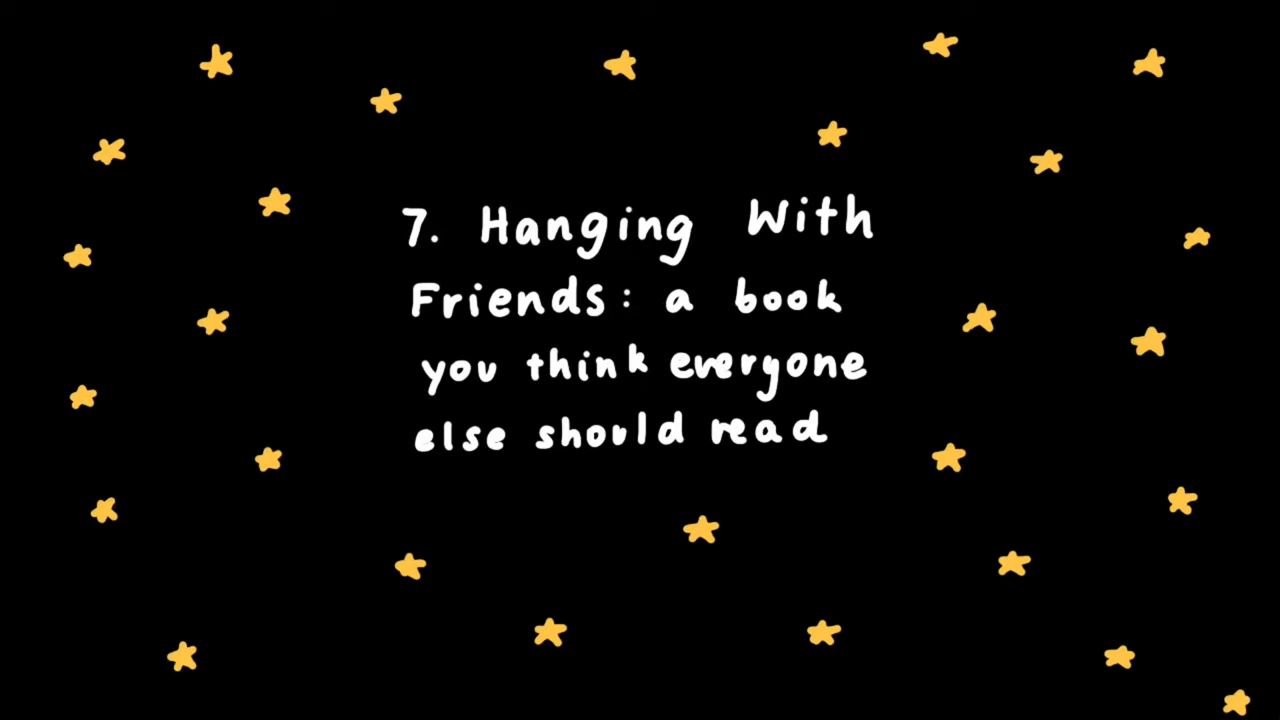 7. Hanging With
Friends: a book
you think everyone
else should read